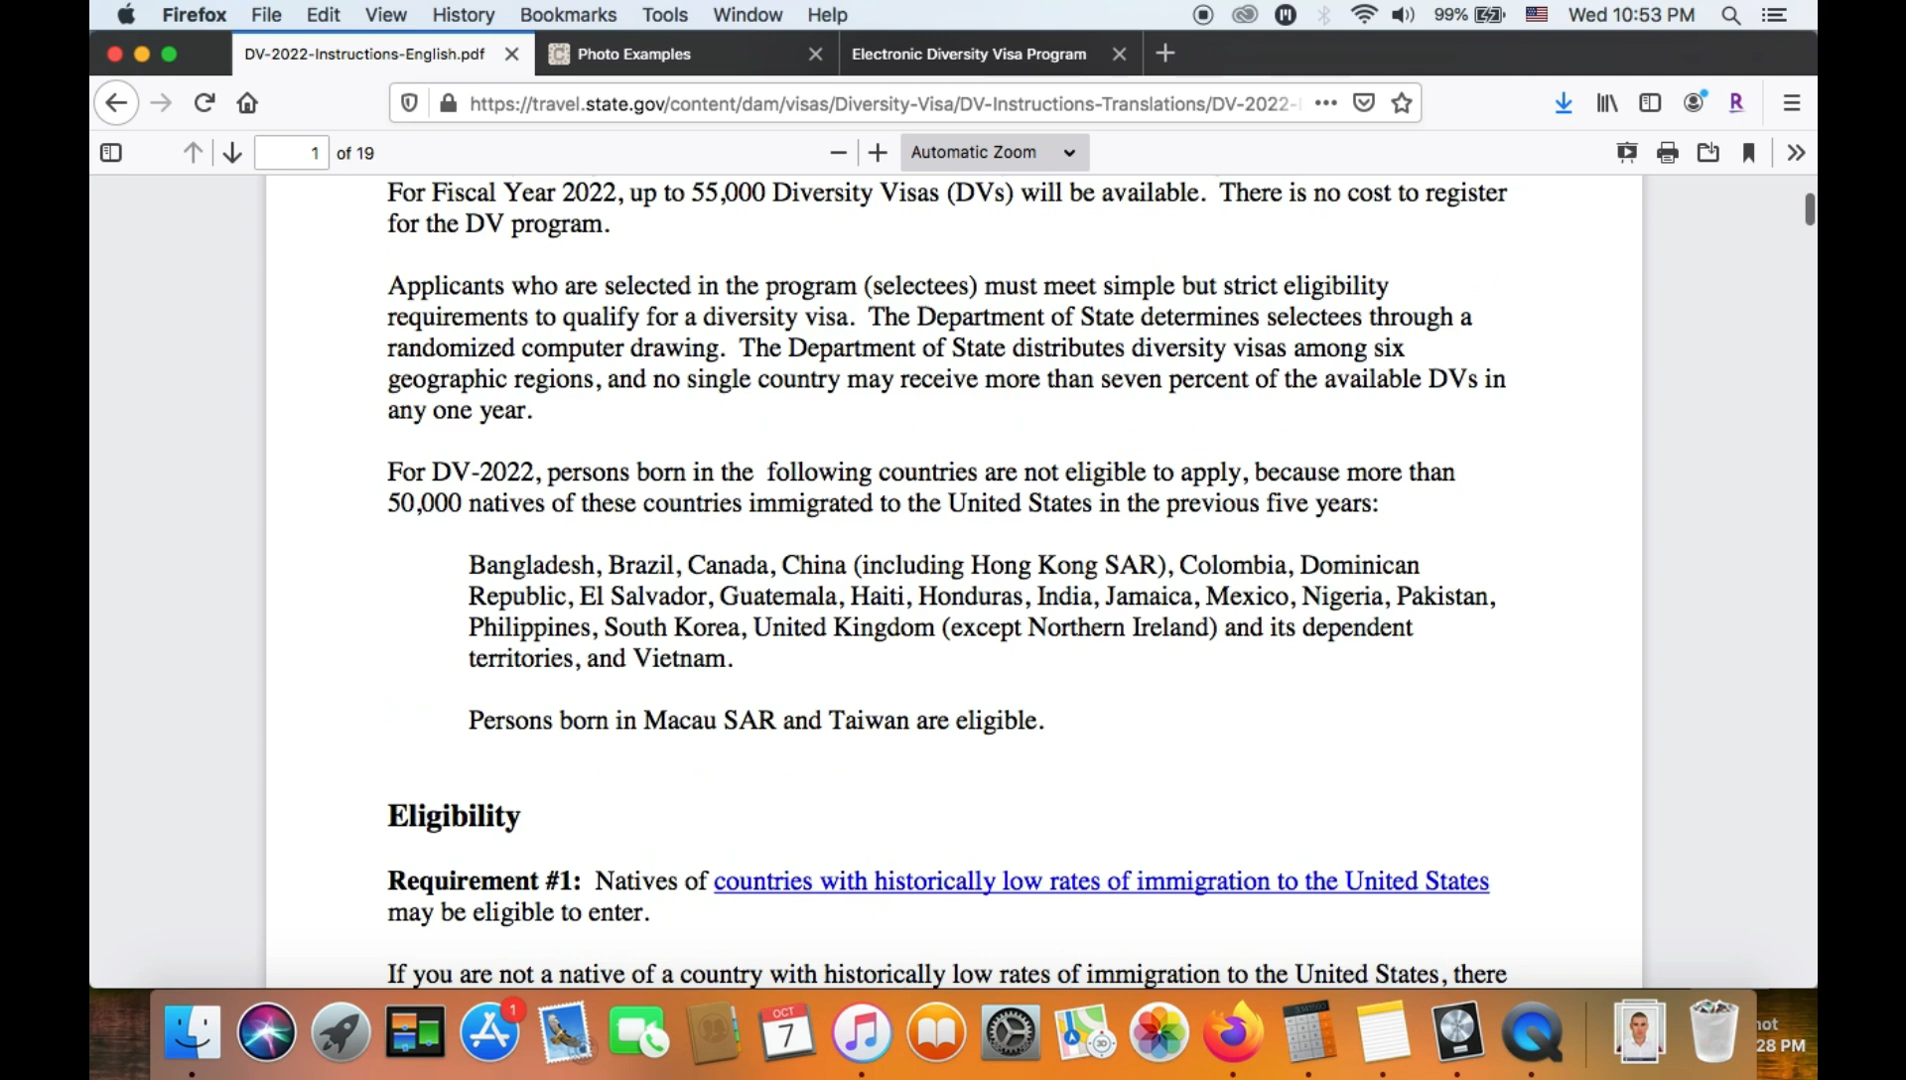 Firefox File Edit View History Bookmarks Tools Window Help 99% Wed 10:53 PM
DV-2022-Instructions-English.pdf Photo Examples Electronic Diversity Visa Program
https://travel.state.gov/content/dam/visas/Diversity-Visa/DV-Instructions-Translations/DV-2022-
1 of 19 Automatic Zoom
For Fiscal Year 2022, up to 55,000 Diversity Visas (DVs) will be available. There is no cost to register
for the DV program.
Applicants who are selected in the program (selectees) must meet simple but strict eligibility
requirements to qualify for a diversity visa. The Department of State determines selectees through a
randomized computer drawing. The Department of State distributes diversity visas among six
geographic regions, and no single country may receive more than seven percent of the available DVs in
any one year.
For DV-2022, persons born in the following countries are not eligible to apply, because more than
50,000 natives of these countries immigrated to the United States in the previous five years:
Bangladesh, Brazil, Canada, China (including Hong Kong SAR), Colombia, Dominican
Republic, El Salvador, Guatemala, Haiti, Honduras, India, Jamaica, Mexico, Nigeria, Pakistan,
Philippines, South Korea, United Kingdom (except Northern Ireland) and its dependent
territories, and Vietnam.
Persons born in Macau SAR and Taiwan are eligible.
Eligibility
Requirement #1: Natives of countries with historically low rates of immigration to the United States
may be eligible to enter.
If you are not a native of a country with historically low rates of immigration to the United States, there
1
OCT
7
3D
not
28 PM